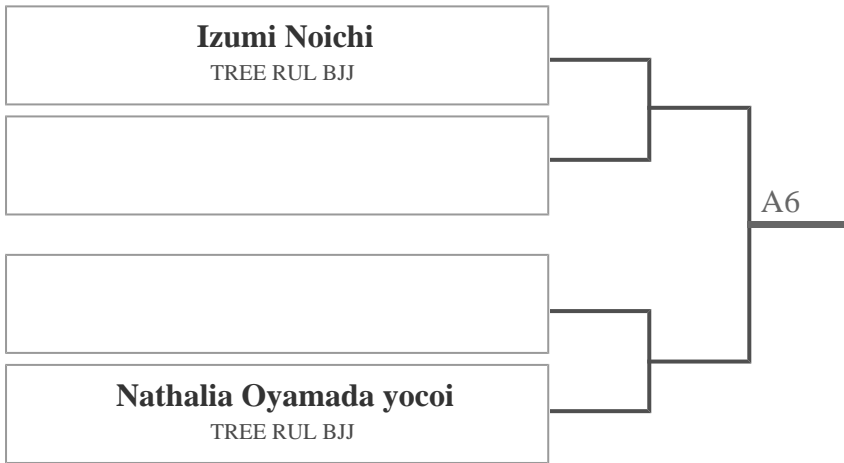 Izumi Noichi
TREE RUL BJJ
A6
Nathalia Oyamada yocoi
TREE RUL BJJ